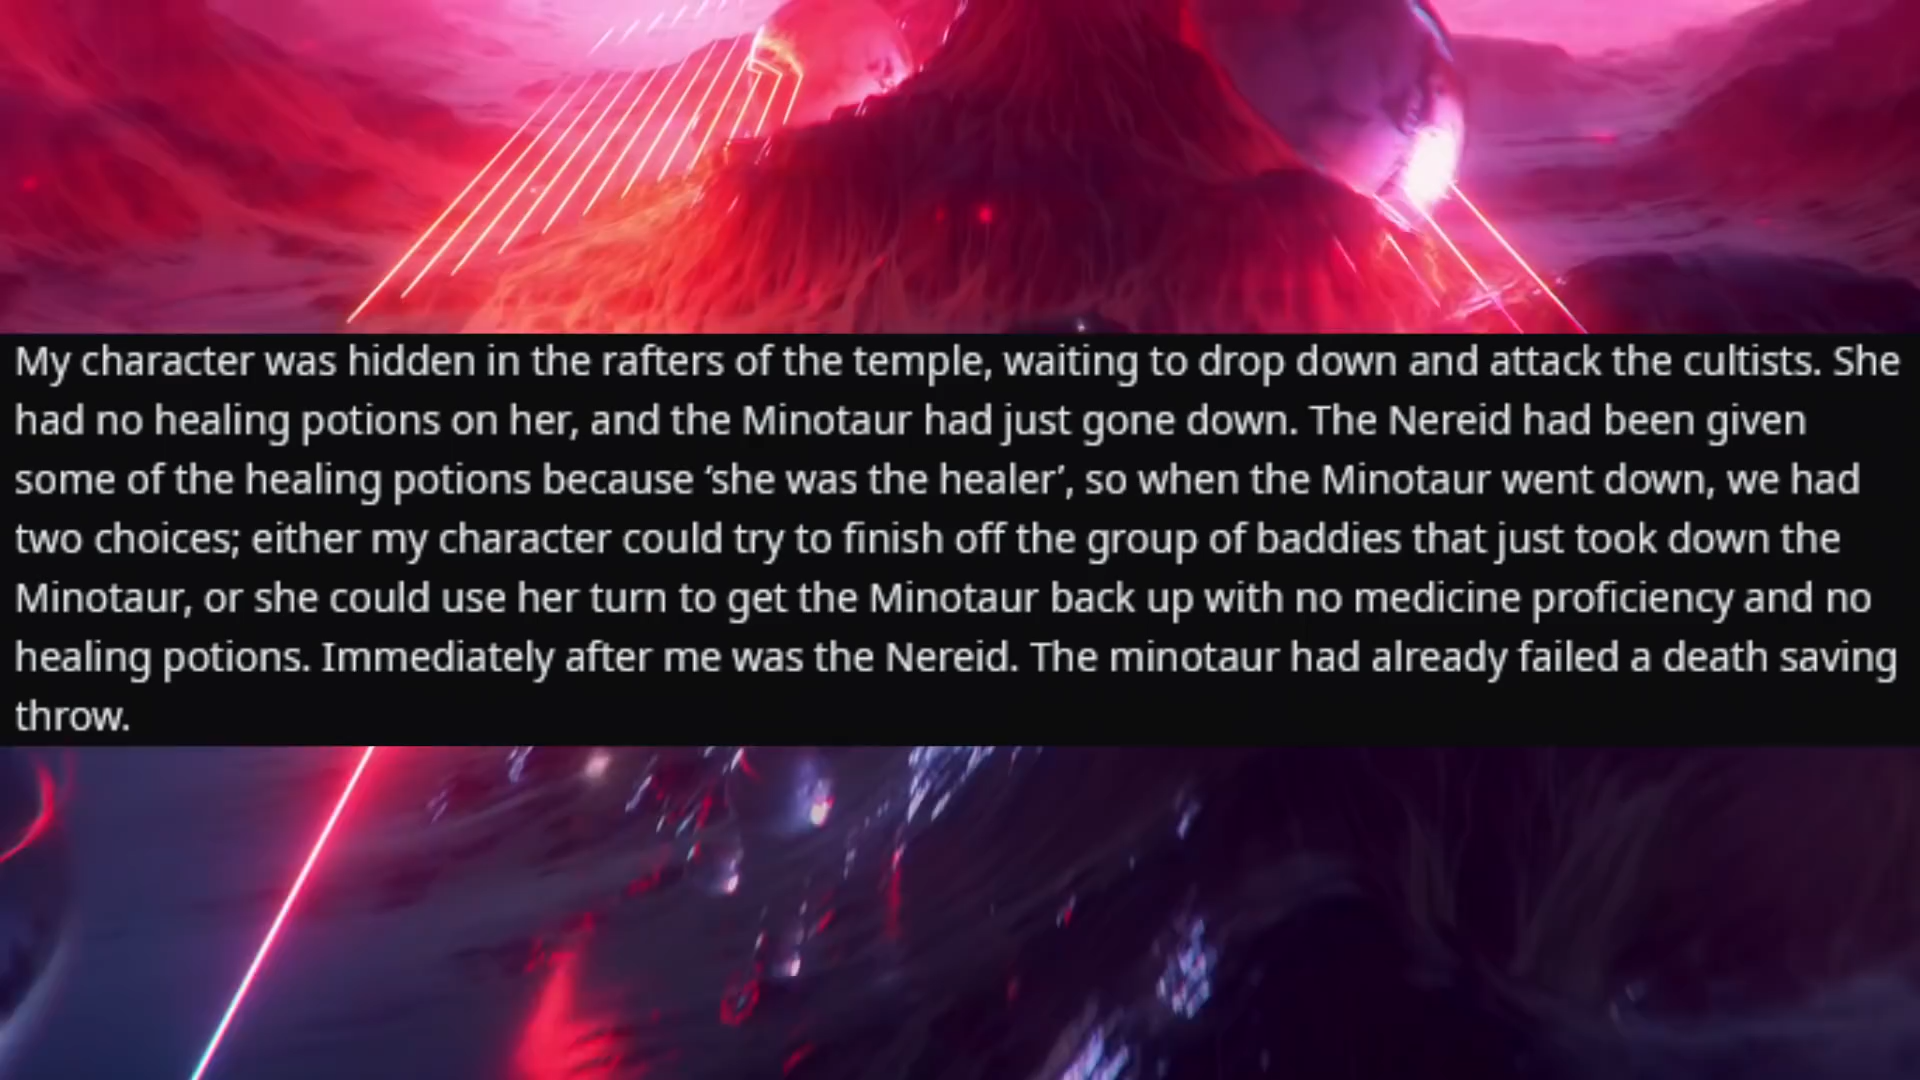 My character was hidden in the rafters of the temple, waiting to drop down and attack the cultists. She
had no healing potions on her, and the Minotaur had just gone down. The Nereid had been given
some of the healing potions because ‘she was the healer’, so when the Minotaur went down, we had
two choices; either my character could try to finish off the group of baddies that just took down the
Minotaur, or she could use her turn to get the Minotaur back up with no medicine proficiency and no
healing potions. Immediately after me was the Nereid. The minotaur had already failed a death saving
throw.